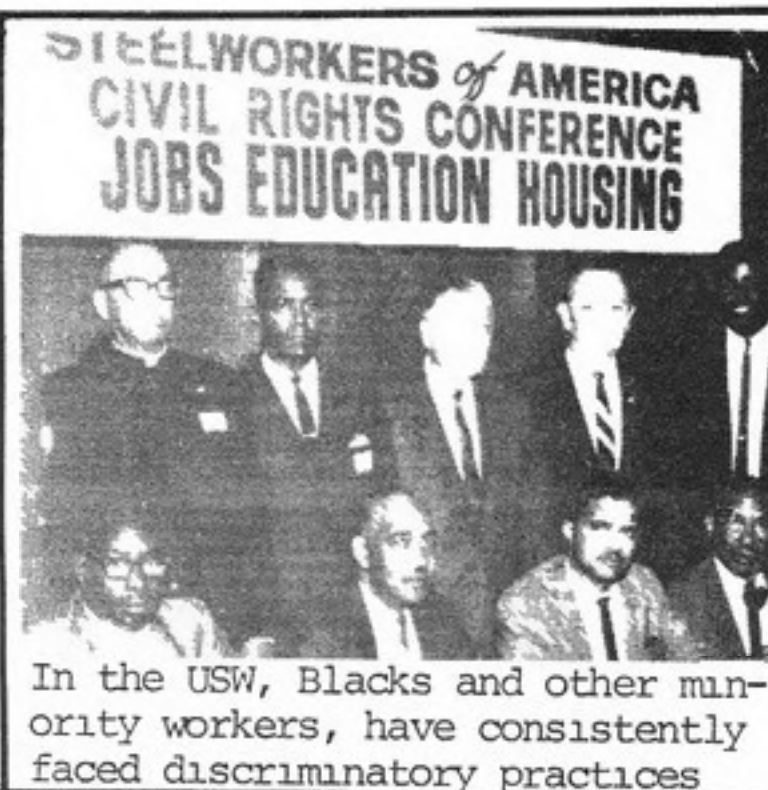 STEELWORKERS of AMERICA
CIVIL RIGHTS CONFERENCE
JOBS EDUCATION HOUSING
In the USW, Blacks and other min-
ority workers, have consistently
faced discriminatory practices